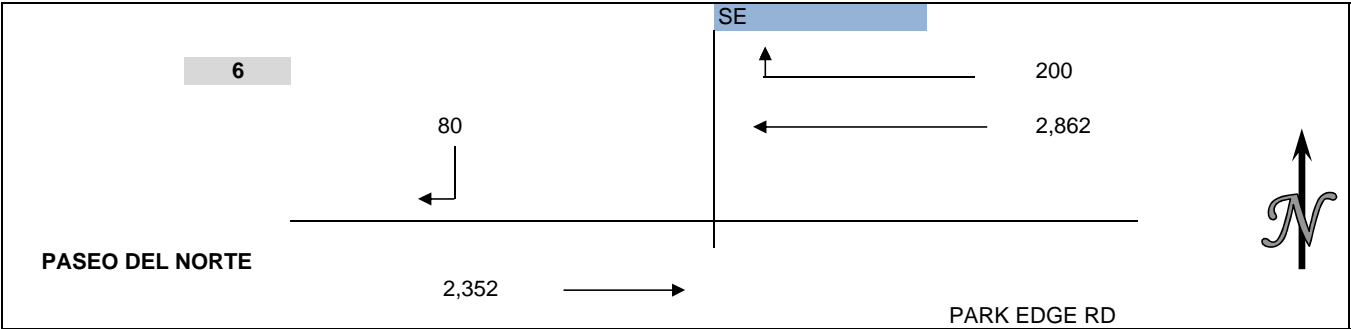 SE
6
200
80
2,862
N
PASEO DEL NORTE
2,352
PARK EDGE RD